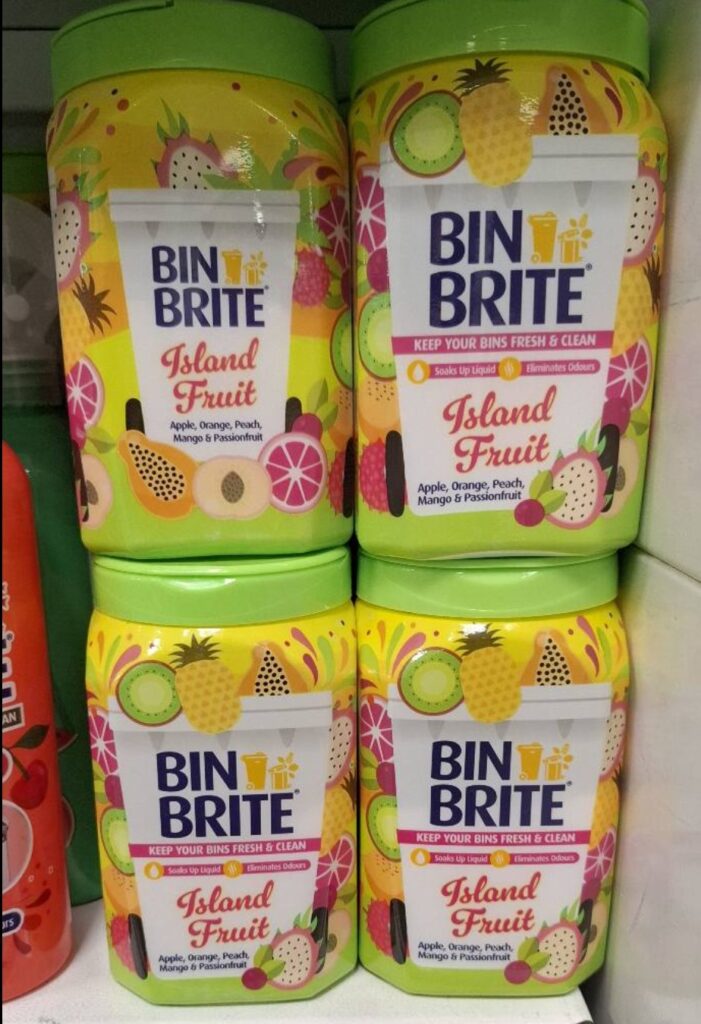 BIN
BRITE®
Island
Fruit
Apple, Orange, Peach,
Mango & Passionfruit
BIN
BRITE®
KEEP YOUR BINS FRESH & CLEAN
Soaks Up Liquid Eliminates Odours
Island
Fruit
Apple, Orange, Peach,
Mango & Passionfruit
BIN
BRITE®
KEEP YOUR BINS FRESH & CLEAN
Soaks Up Liquid Eliminates Odours
Island
Fruit
Apple, Orange, Peach,
Mango & Passionfruit
BIN
BRITE®
KEEP YOUR BINS FRESH & CLEAN
Soaks Up Liquid Eliminates Odours
Island
Fruit
Apple, Orange, Peach,
Mango & Passionfruit